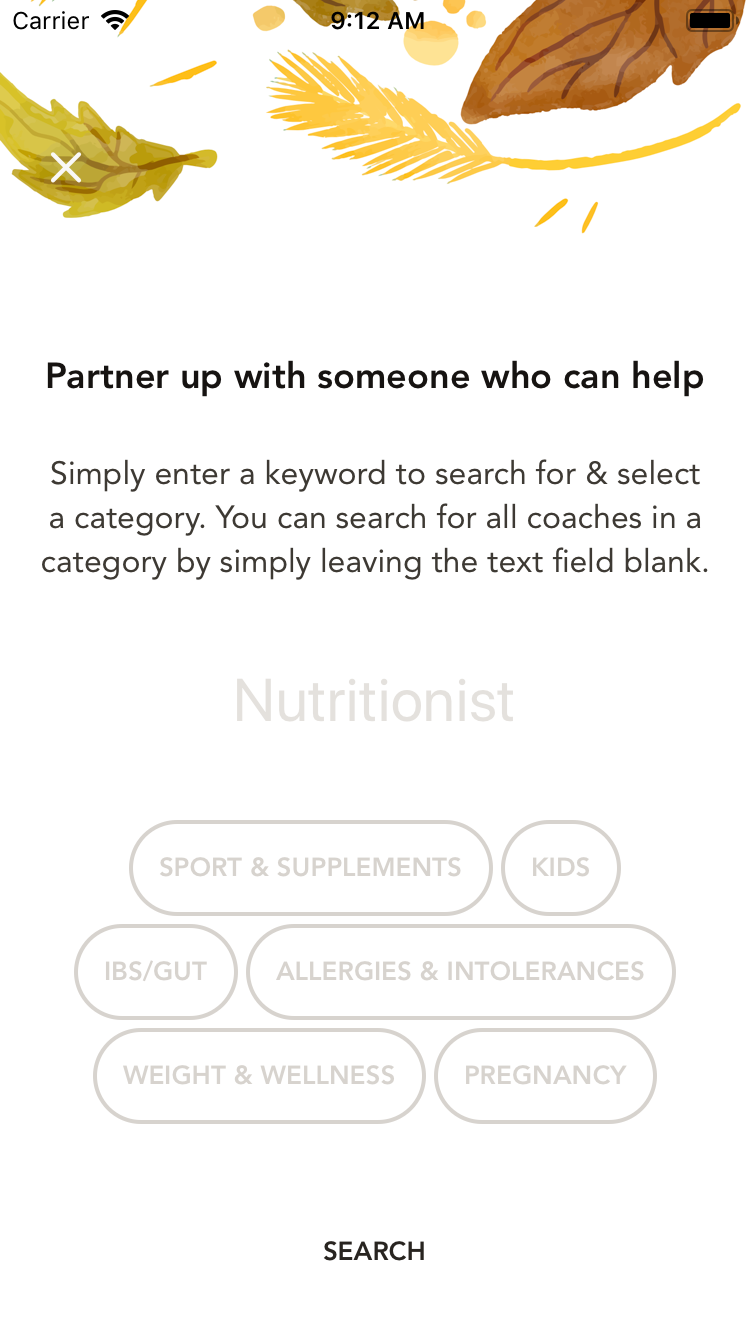 Carrier 9:12 AM
Partner up with someone who can help
Simply enter a keyword to search for & select
a category. You can search for all coaches in a
category by simply leaving the text field blank.
Nutritionist
SPORT & SUPPLEMENTS KIDS
IBS/GUT ALLERGIES & INTOLERANCES
WEIGHT & WELLNESS PREGNANCY
SEARCH